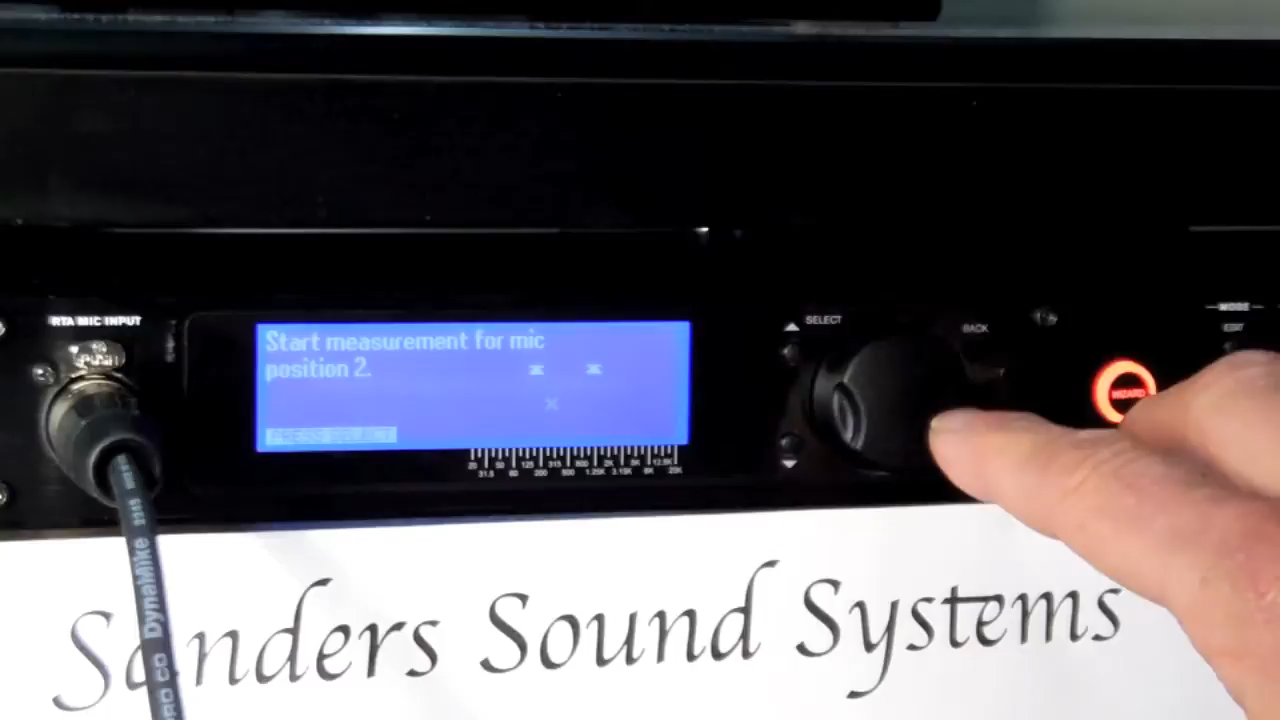 RTA MIC INPUT
PUSH
Start measurement for mic
position 2.
PRESS SELECT
20 50 125 315 800 2K 5K 12.5K
31.5 80 200 500 1.25K 3.15K 8K 20K
SELECT
BACK
WIZARD
MODE
EDIT
DynaMike
Sanders Sound Systems